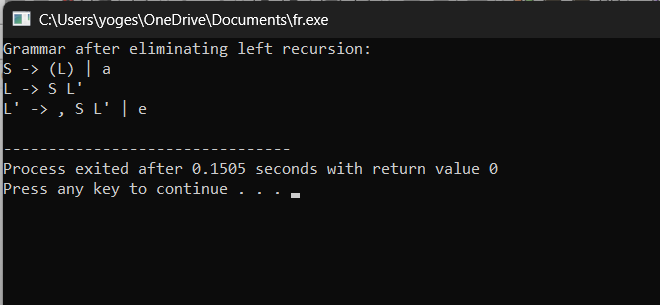 C:\Users\yoges\OneDrive\Documents\fr.exe
Grammar after eliminating left recursion:
S -> (L) | a
L -> S L'
L' -> , S L' | e
--------------------------------
Process exited after 0.1505 seconds with return value 0
Press any key to continue . . .